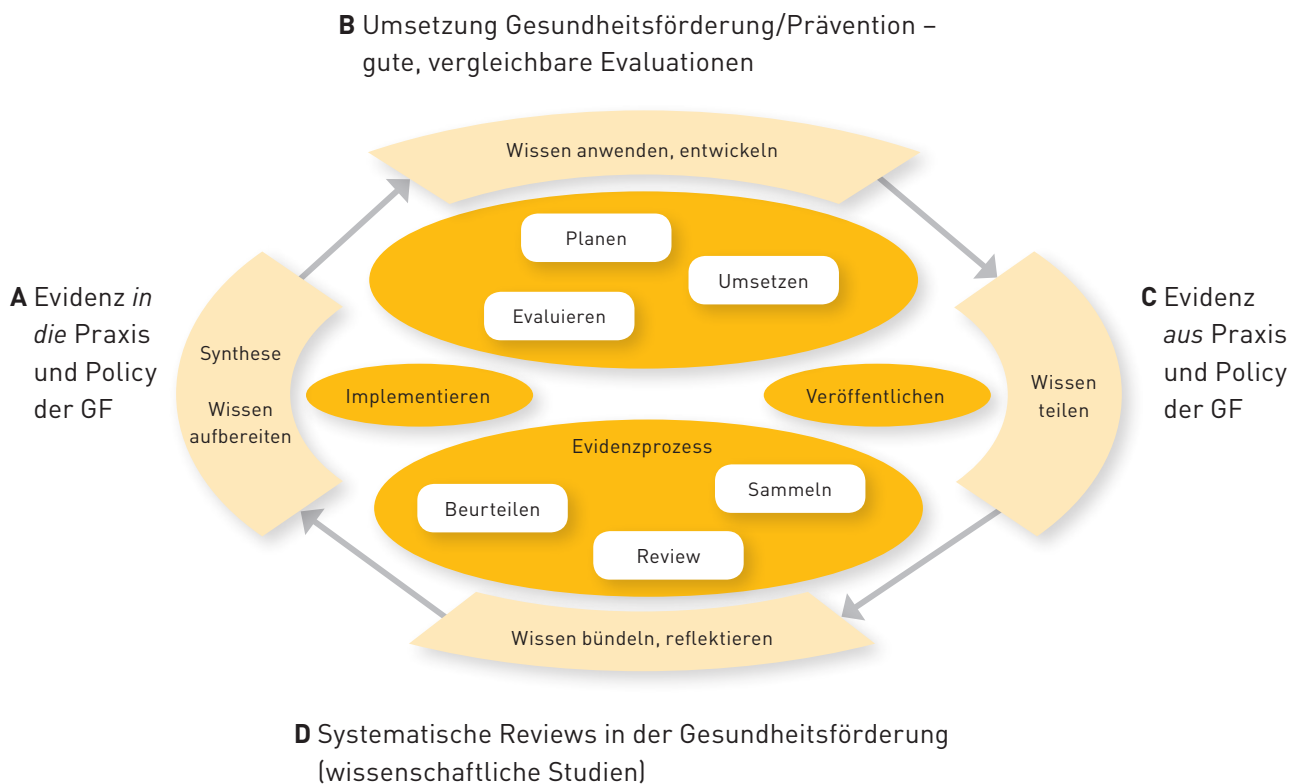 B Umsetzung Gesundheitsförderung/Prävention –
gute, vergleichbare Evaluationen
Wissen anwenden, entwickeln
Planen
Umsetzen
Evaluieren
A Evidenz in
die Praxis
und Policy
der GF
Synthese
Wissen
aufbereiten
Implementieren
Veröffentlichen
Wissen
teilen
C Evidenz
aus Praxis
und Policy
der GF
Evidenzprozess
Sammeln
Beurteilen
Review
Wissen bündeln, reflektieren
D Systematische Reviews in der Gesundheitsförderung
(wissenschaftliche Studien)